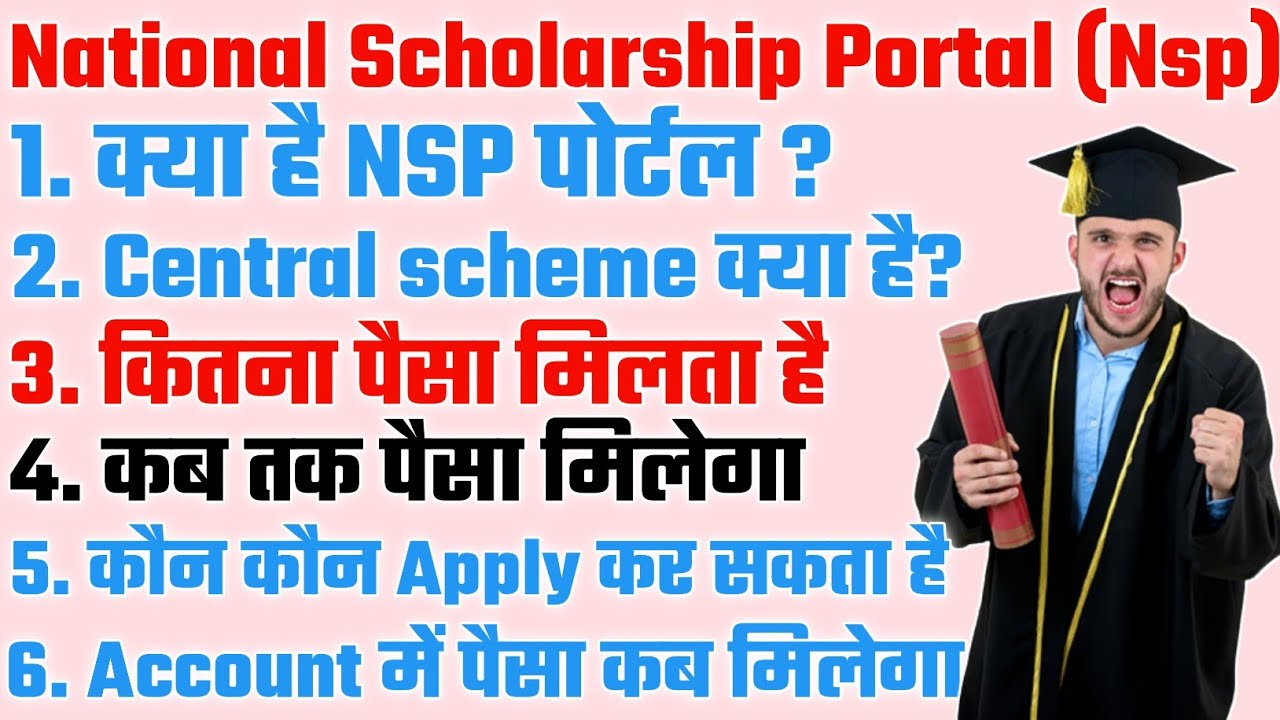 National Scholarship Portal (Nsp)
1. क्या है NSP पोर्टल ?
2. Central scheme क्या है?
3. कितना पैसा मिलता है
4. कब तक पैसा मिलेगा
5. कौन कौन Apply कर सकता है
6. Account में पैसा कब मिलेगा